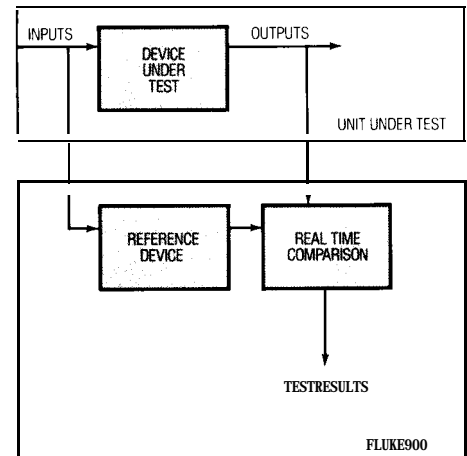 INPUTS
OUTPUTS
DEVICE
UNDER
TEST
UNIT UNDER TEST
REFERENCE
DEVICE
REAL TIME
COMPARISON
TESTRESULTS
FLUKE900